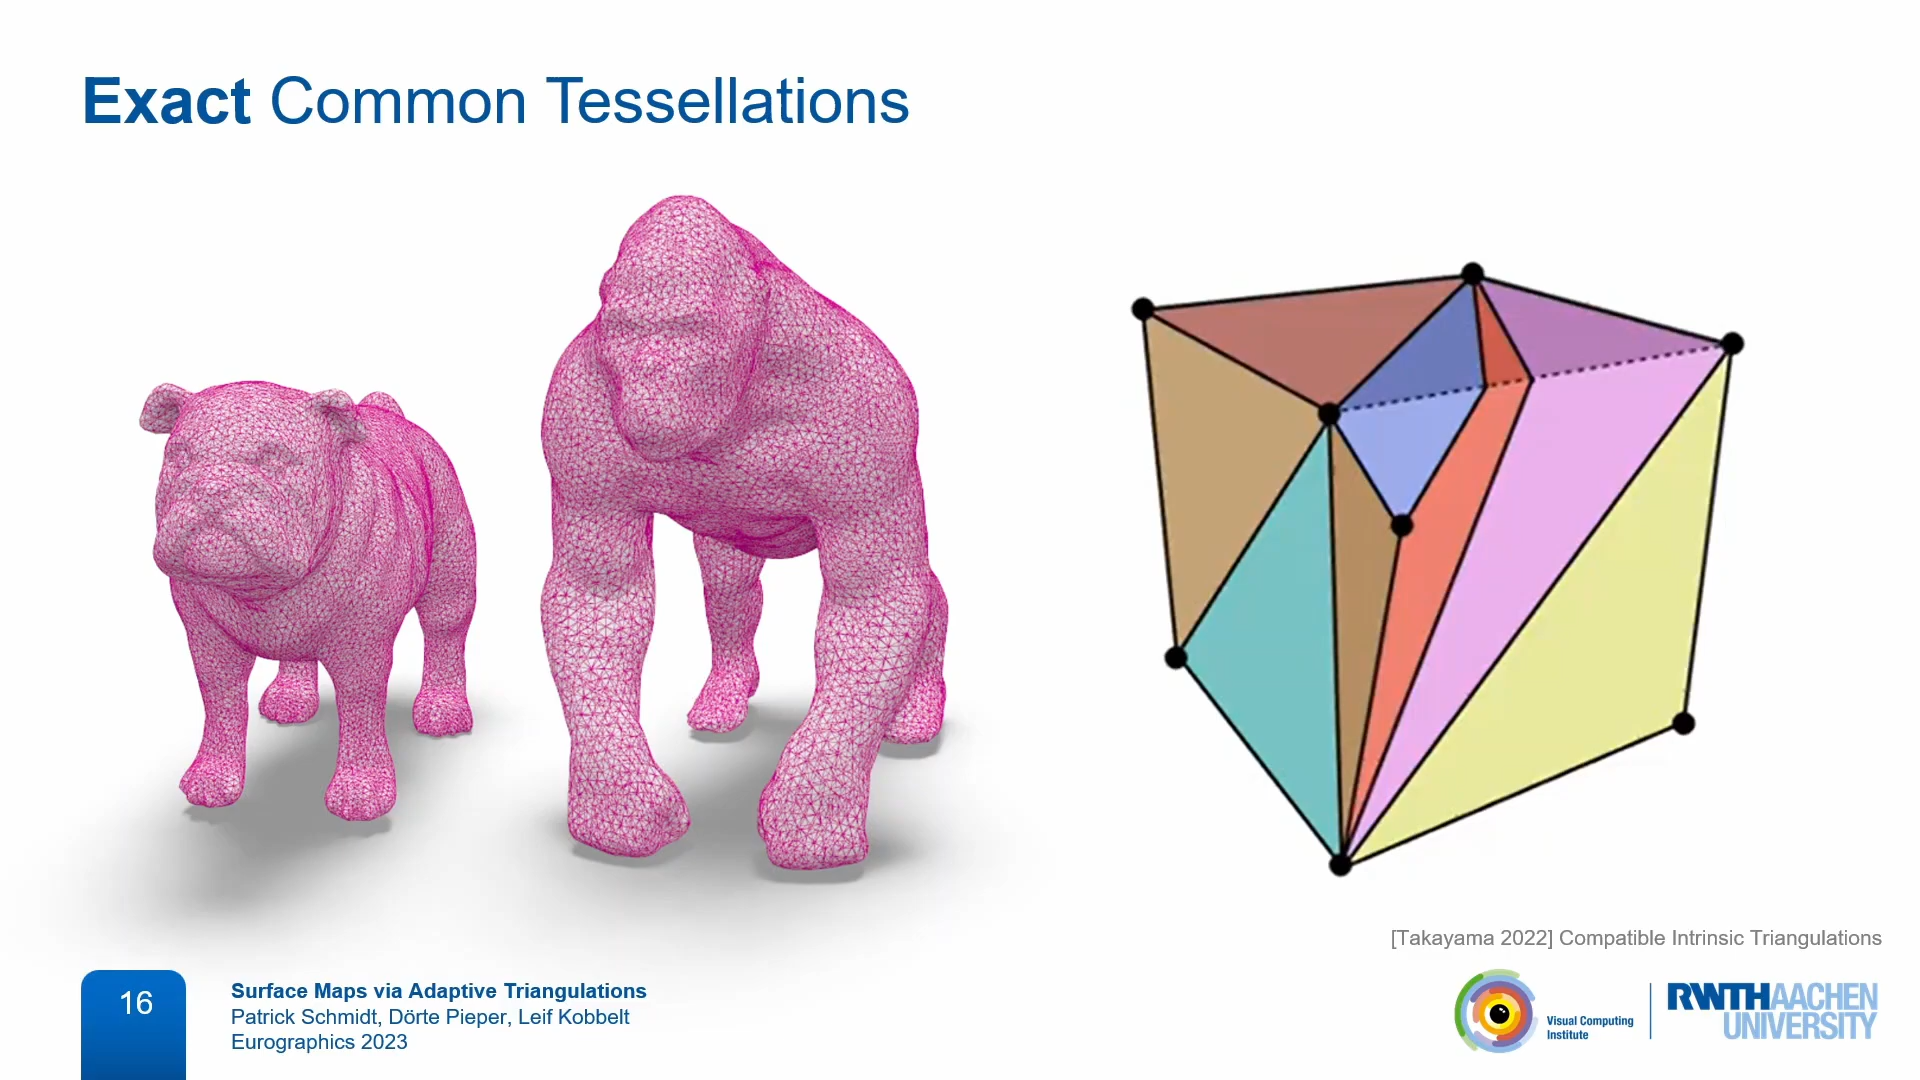 Exact Common Tessellations
[Takayama 2022] Compatible Intrinsic Triangulations
16
Surface Maps via Adaptive Triangulations
Patrick Schmidt, Dörte Pieper, Leif Kobbelt
Eurographics 2023
Visual Computing
Institute
RWTHAACHEN
UNIVERSITY